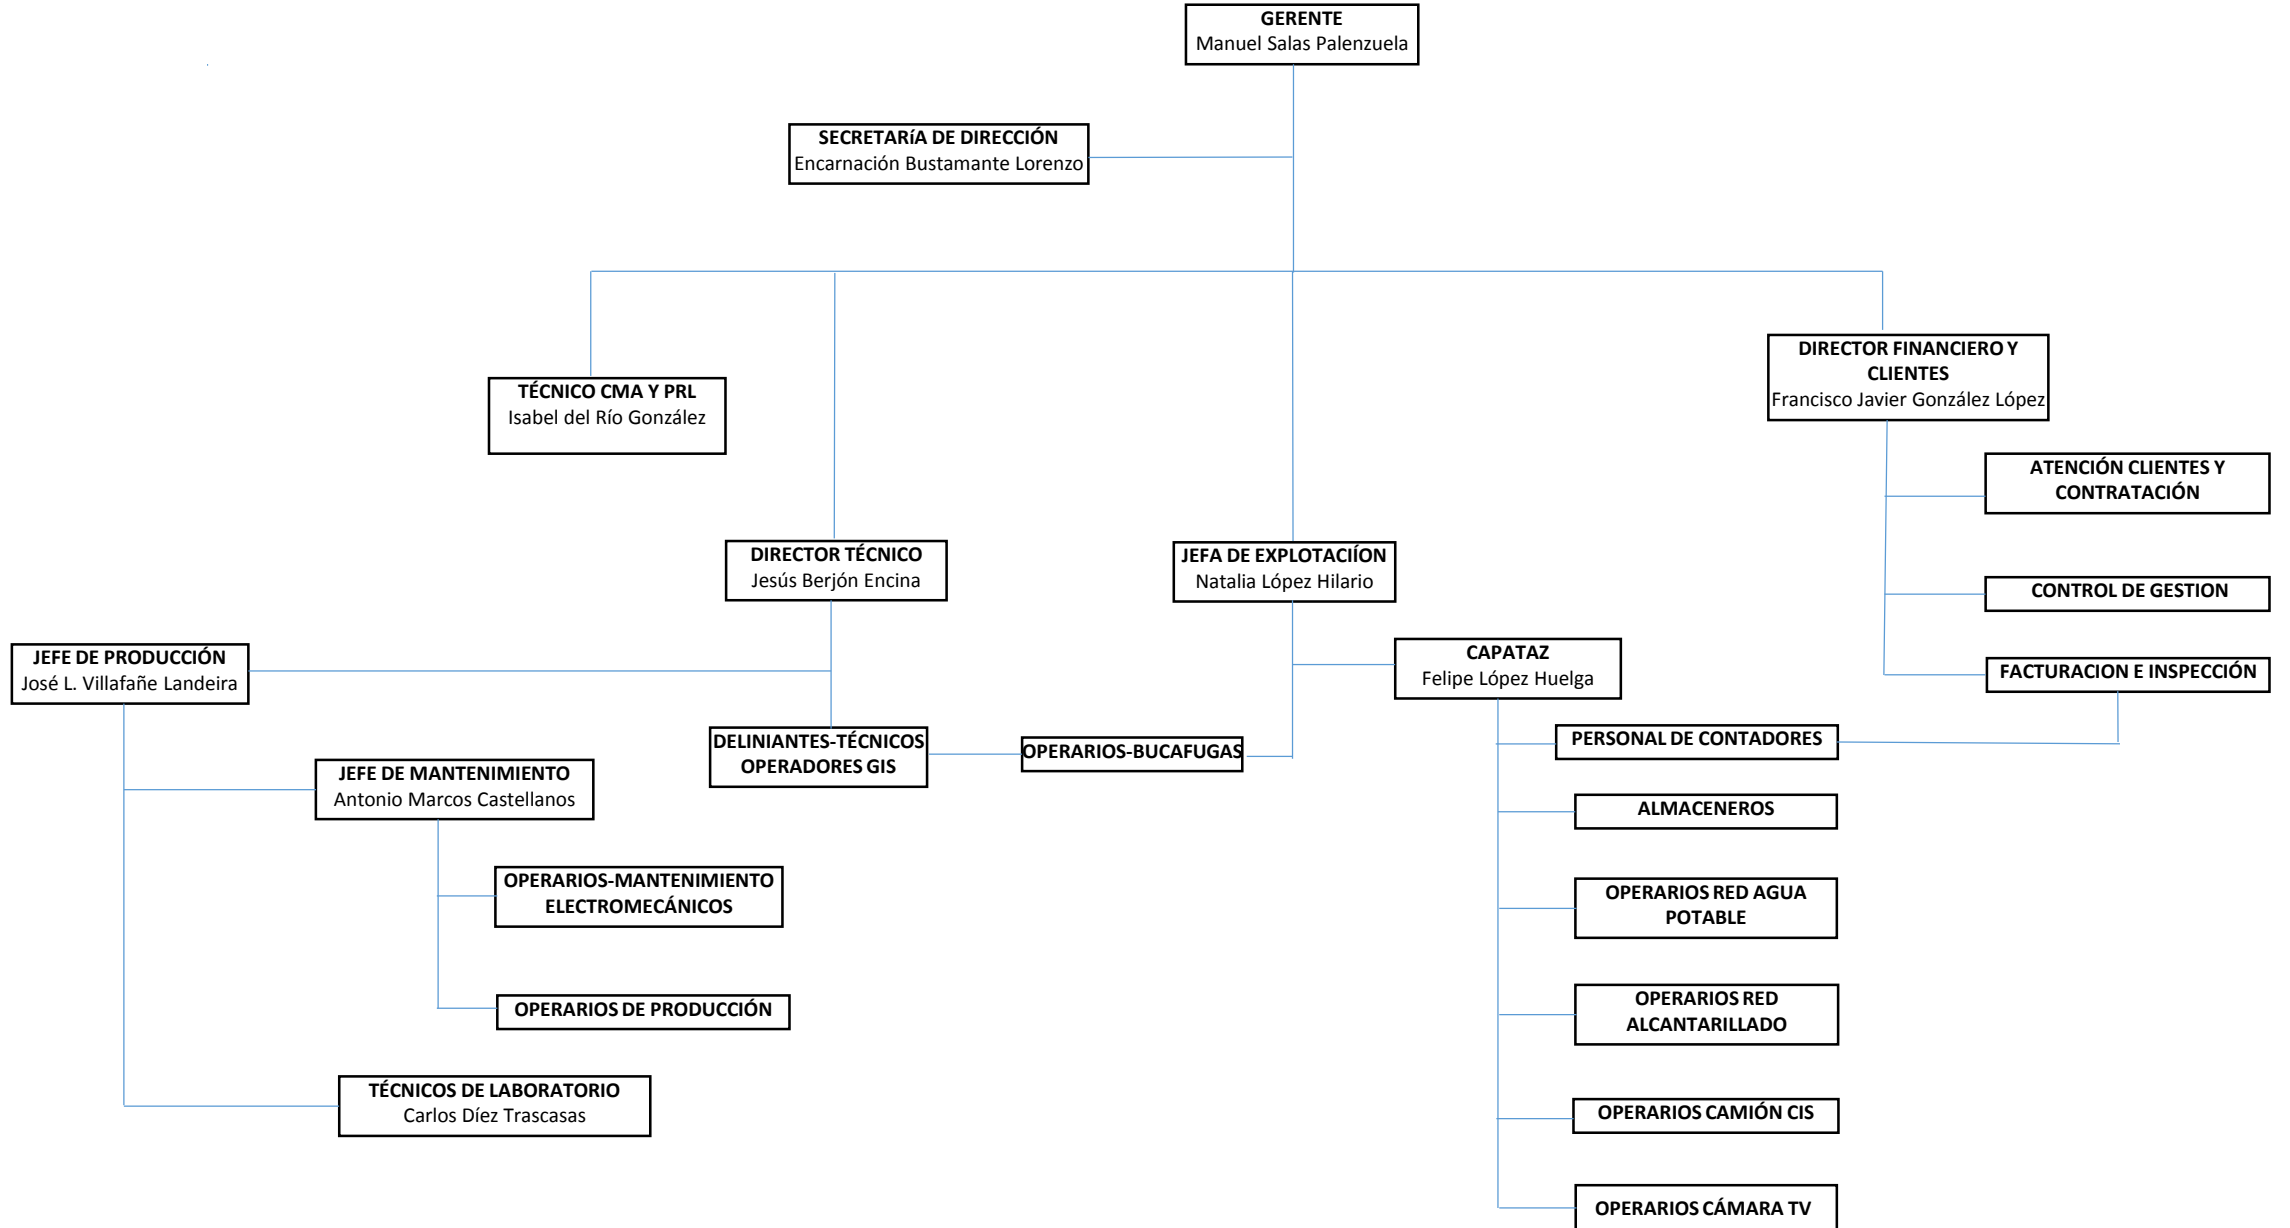 GERENTE
Manuel Salas Palenzuela
SECRETARíA DE DIRECCIÓN
Encarnación Bustamante Lorenzo
DIRECTOR FINANCIERO Y
CLIENTES
Francisco Javier González López
TÉCNICO CMA Y PRL
Isabel del Río González
ATENCIÓN CLIENTES Y
CONTRATACIÓN
DIRECTOR TÉCNICO
Jesús Berjón Encina
JEFA DE EXPLOTACIÍON
Natalia López Hilario
CONTROL DE GESTION
JEFE DE PRODUCCIÓN
José L. Villafañe Landeira
CAPATAZ
Felipe López Huelga
FACTURACION E INSPECCIÓN
DELINIANTES-TÉCNICOS
OPERADORES GIS
OPERARIOS-BUCAFUGAS
PERSONAL DE CONTADORES
JEFE DE MANTENIMIENTO
Antonio Marcos Castellanos
ALMACENEROS
OPERARIOS-MANTENIMIENTO
ELECTROMECÁNICOS
OPERARIOS RED AGUA
POTABLE
OPERARIOS DE PRODUCCIÓN
OPERARIOS RED
ALCANTARILLADO
TÉCNICOS DE LABORATORIO
Carlos Díez Trascasas
OPERARIOS CAMIÓN CIS
OPERARIOS CÁMARA TV